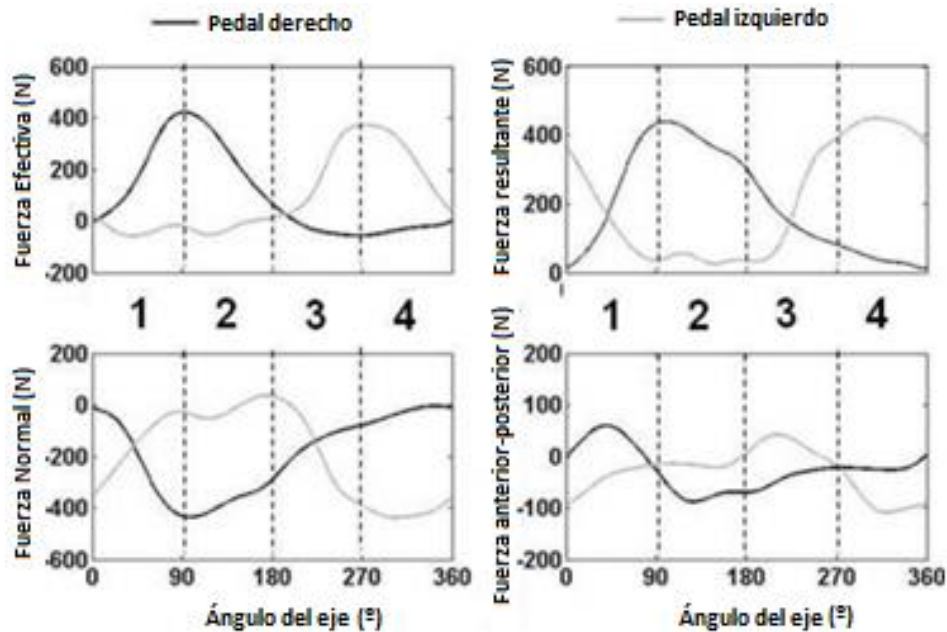 Pedal derecho
Pedal izquierdo
Fuerza Efectiva (N)
600
400
200
0
-200
Fuerza resultante (N)
600
400
200
0
1 2 3 4
1 2 3 4
Fuerza Normal (N)
200
0
-200
-400
-600
0 90 180 270 360
Ángulo del eje (º)
Fuerza anterior-posterior (N)
200
100
0
-100
-200
0 90 180 270 360
Ángulo del eje (º)